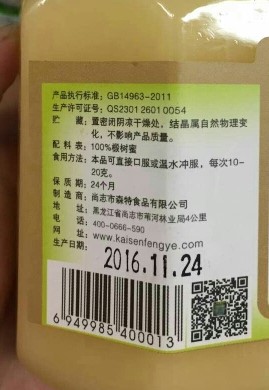 产品执行标准: GB14963-2011
生产许可证号: QS2301 2601 0054
贮 藏: 置密闭阴凉干燥处，结晶属自然物理变
化，不影响产品质量。
配 料 表: 100%椴树蜜
食用方法: 本品可直接口服或温水冲服，每次10-
20克。
保 质 期: 24个月
制 造 商: 尚志市森特食品有限公司
地 址: 黑龙江省尚志市苇河林业局4公里
电 话: 400-0666-590
网 址: www.kaisenfengye.com
生产日期:
2016.11.24
6 949985 400013